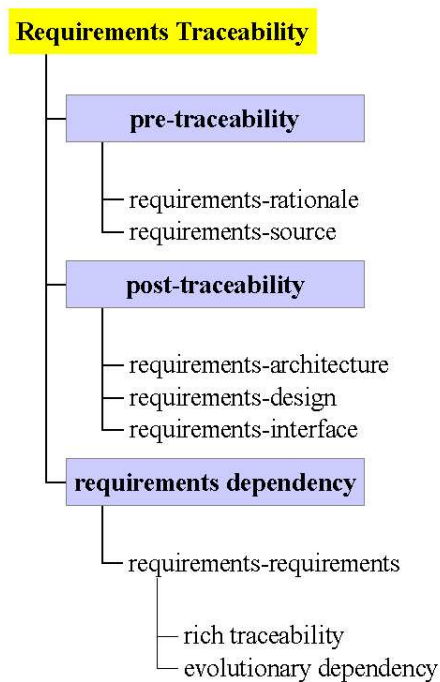 Requirements Traceability
pre-traceability
requirements-rationale
requirements-source
post-traceability
requirements-architecture
requirements-design
requirements-interface
requirements dependency
requirements-requirements
rich traceability
evolutionary dependency